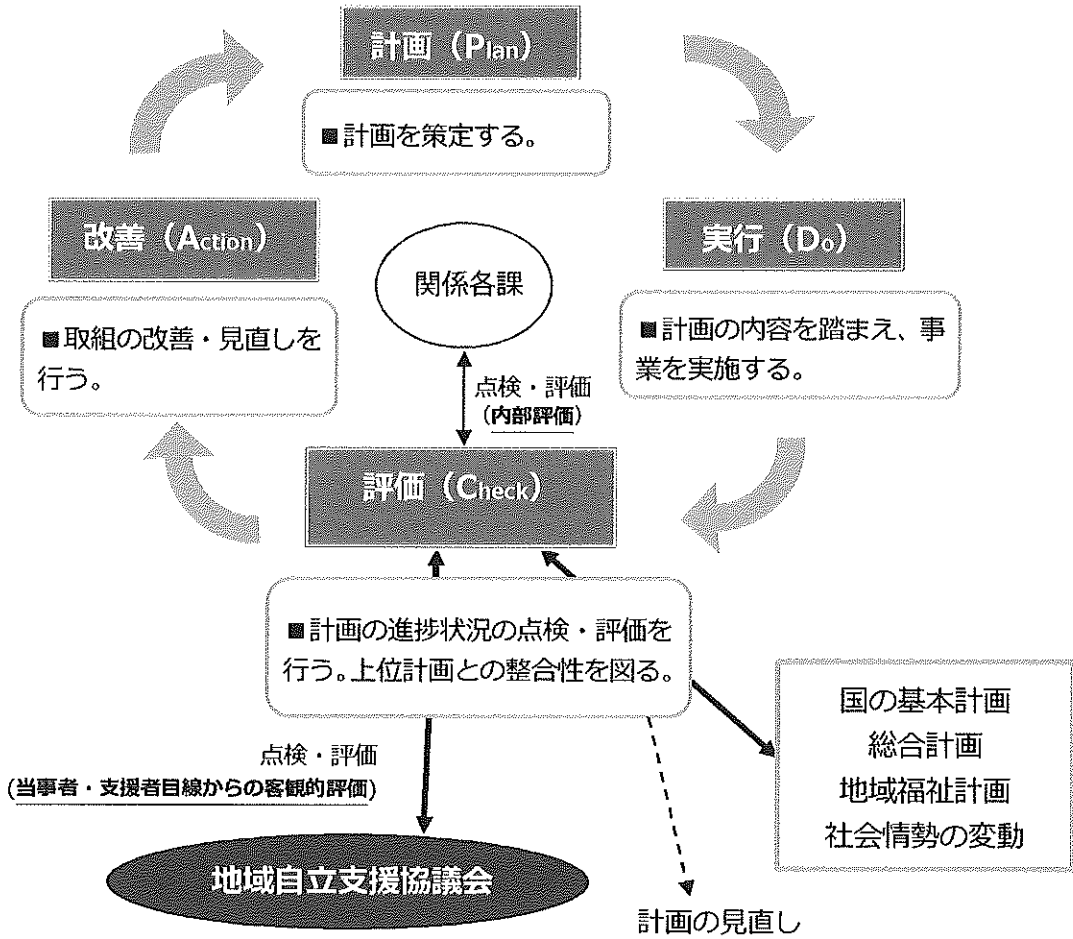 計画（Plan）
■計画を策定する。
改善（Action）
■取組の改善・見直しを
行う。
実行（Do）
■計画の内容を踏まえ、事
業を実施する。
関係各課
点検・評価
（内部評価）
評価（Check）
■計画の進捗状況の点検・評価を
行う。上位計画との整合性を図る。
国の基本計画
総合計画
地域福祉計画
社会情勢の変動
点検・評価
(当事者・支援者目線からの客観的評価)
地域自立支援協議会
計画の見直し